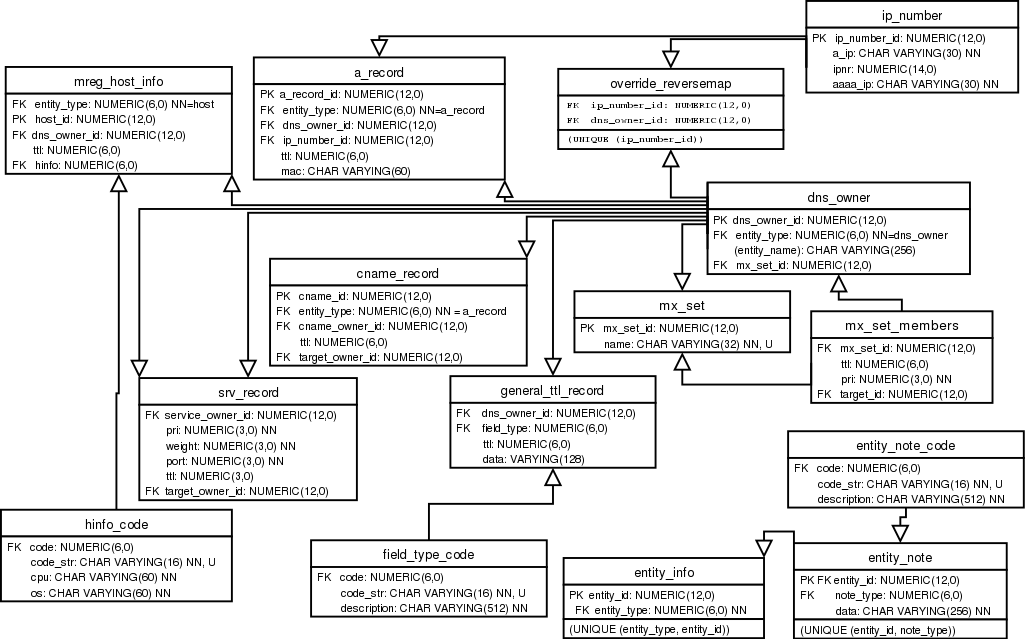 ip_number
PK ip_number_id: NUMERIC(12,0)
a_ip: CHAR VARYING(30) NN
ipnr: NUMERIC(14,0)
aaaa_ip: CHAR VARYING(30) NN
mreg_host_info
FK entity_type: NUMERIC(6,0) NN=host
PK host_id: NUMERIC(12,0)
FK dns_owner_id: NUMERIC(12,0)
ttl: NUMERIC(6,0)
FK hinfo: NUMERIC(6,0)
a_record
PK a_record_id: NUMERIC(12,0)
FK entity_type: NUMERIC(6,0) NN=a_record
FK dns_owner_id: NUMERIC(12,0)
FK ip_number_id: NUMERIC(12,0)
ttl: NUMERIC(6,0)
mac: CHAR VARYING(60)
override_reversemap
FK ip_number_id: NUMERIC(12,0)
FK dns_owner_id: NUMERIC(12,0)
(UNIQUE (ip_number_id))
dns_owner
PK dns_owner_id: NUMERIC(12,0)
FK entity_type: NUMERIC(6,0) NN=dns_owner
(entity_name): CHAR VARYING(256)
FK mx_set_id: NUMERIC(12,0)
cname_record
PK cname_id: NUMERIC(12,0)
FK entity_type: NUMERIC(6,0) NN = a_record
FK cname_owner_id: NUMERIC(12,0)
ttl: NUMERIC(6,0)
FK target_owner_id: NUMERIC(12,0)
mx_set
PK mx_set_id: NUMERIC(12,0)
name: CHAR VARYING(32) NN, U
mx_set_members
FK mx_set_id: NUMERIC(12,0)
ttl: NUMERIC(6,0)
pri: NUMERIC(3,0) NN
FK target_id: NUMERIC(12,0)
srv_record
FK service_owner_id: NUMERIC(12,0)
pri: NUMERIC(3,0) NN
weight: NUMERIC(3,0) NN
port: NUMERIC(3,0) NN
ttl: NUMERIC(3,0)
FK target_owner_id: NUMERIC(12,0)
general_ttl_record
FK dns_owner_id: NUMERIC(12,0)
FK field_type: NUMERIC(6,0)
ttl: NUMERIC(6,0)
data: VARYING(128)
entity_note_code
FK code: NUMERIC(6,0)
code_str: CHAR VARYING(16) NN, U
description: CHAR VARYING(512) NN
hinfo_code
FK code: NUMERIC(6,0)
code_str: CHAR VARYING(16) NN, U
cpu: CHAR VARYING(60) NN
os: CHAR VARYING(60) NN
field_type_code
FK code: NUMERIC(6,0)
code_str: CHAR VARYING(16) NN, U
description: CHAR VARYING(512) NN
entity_info
PK entity_id: NUMERIC(12,0)
FK entity_type: NUMERIC(6,0) NN
(UNIQUE (entity_type, entity_id))
entity_note
PK FK entity_id: NUMERIC(12,0)
FK note_type: NUMERIC(6,0)
data: CHAR VARYING(256) NN
(UNIQUE (entity_id, note_type))